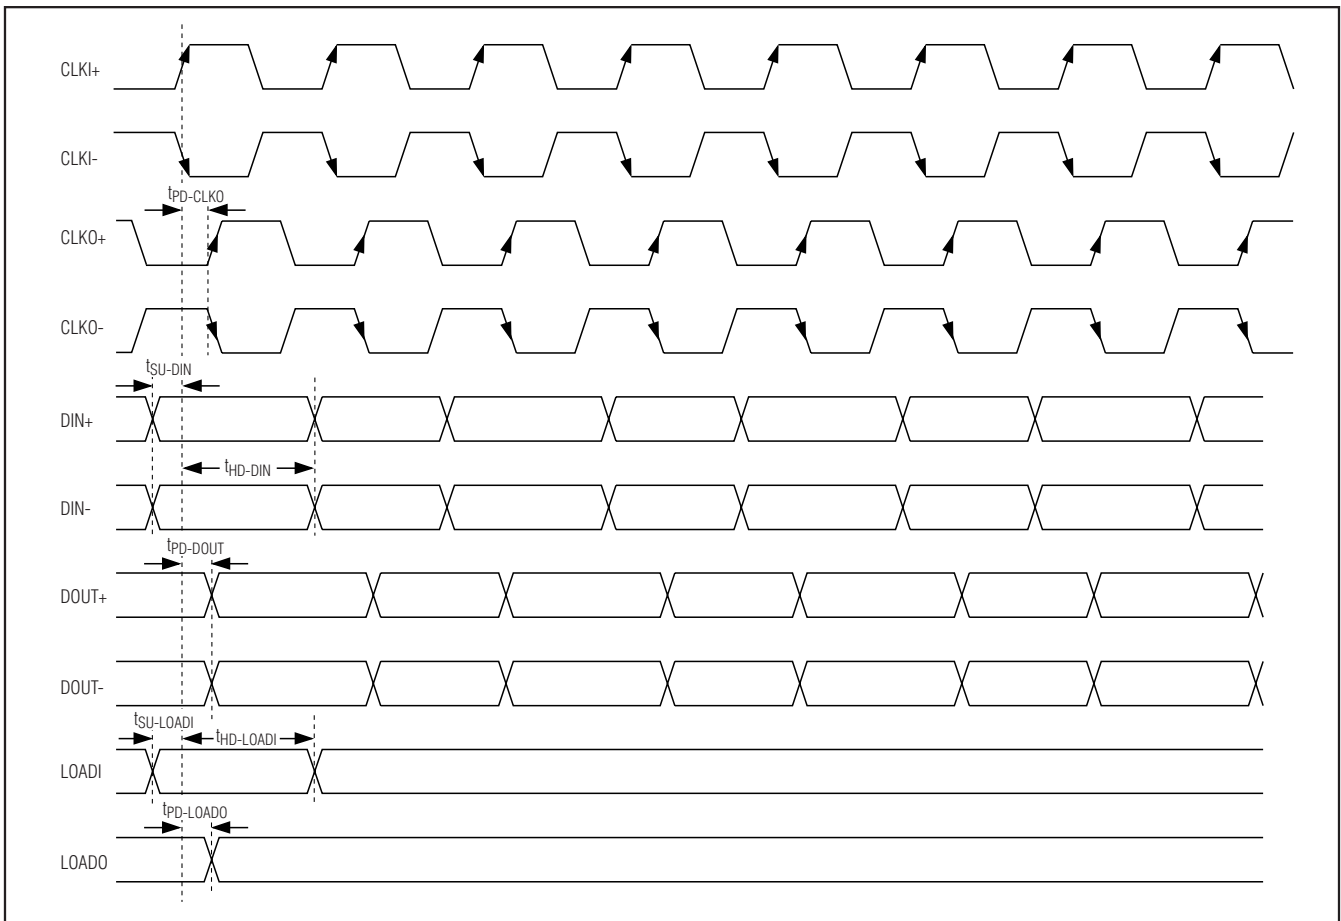 CLKI+
CLKI-
tPD-CLKO
CLKO+
CLKO-
tSU-DIN
DIN+
tHD-DIN
DIN-
tPD-DOUT
DOUT+
DOUT-
tSU-LOADI
tHD-LOADI
LOADI
tPD-LOADO
LOADO